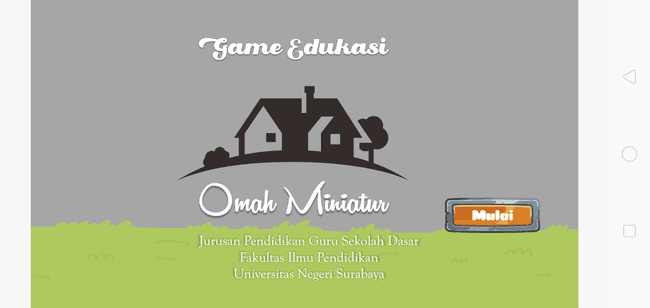 Game Edukasi
Omah Miniatur
Mulai
Jurusan Pendidikan Guru Sekolah Dasar
Fakultas Ilmu Pendidikan
Universitas Negeri Surabaya